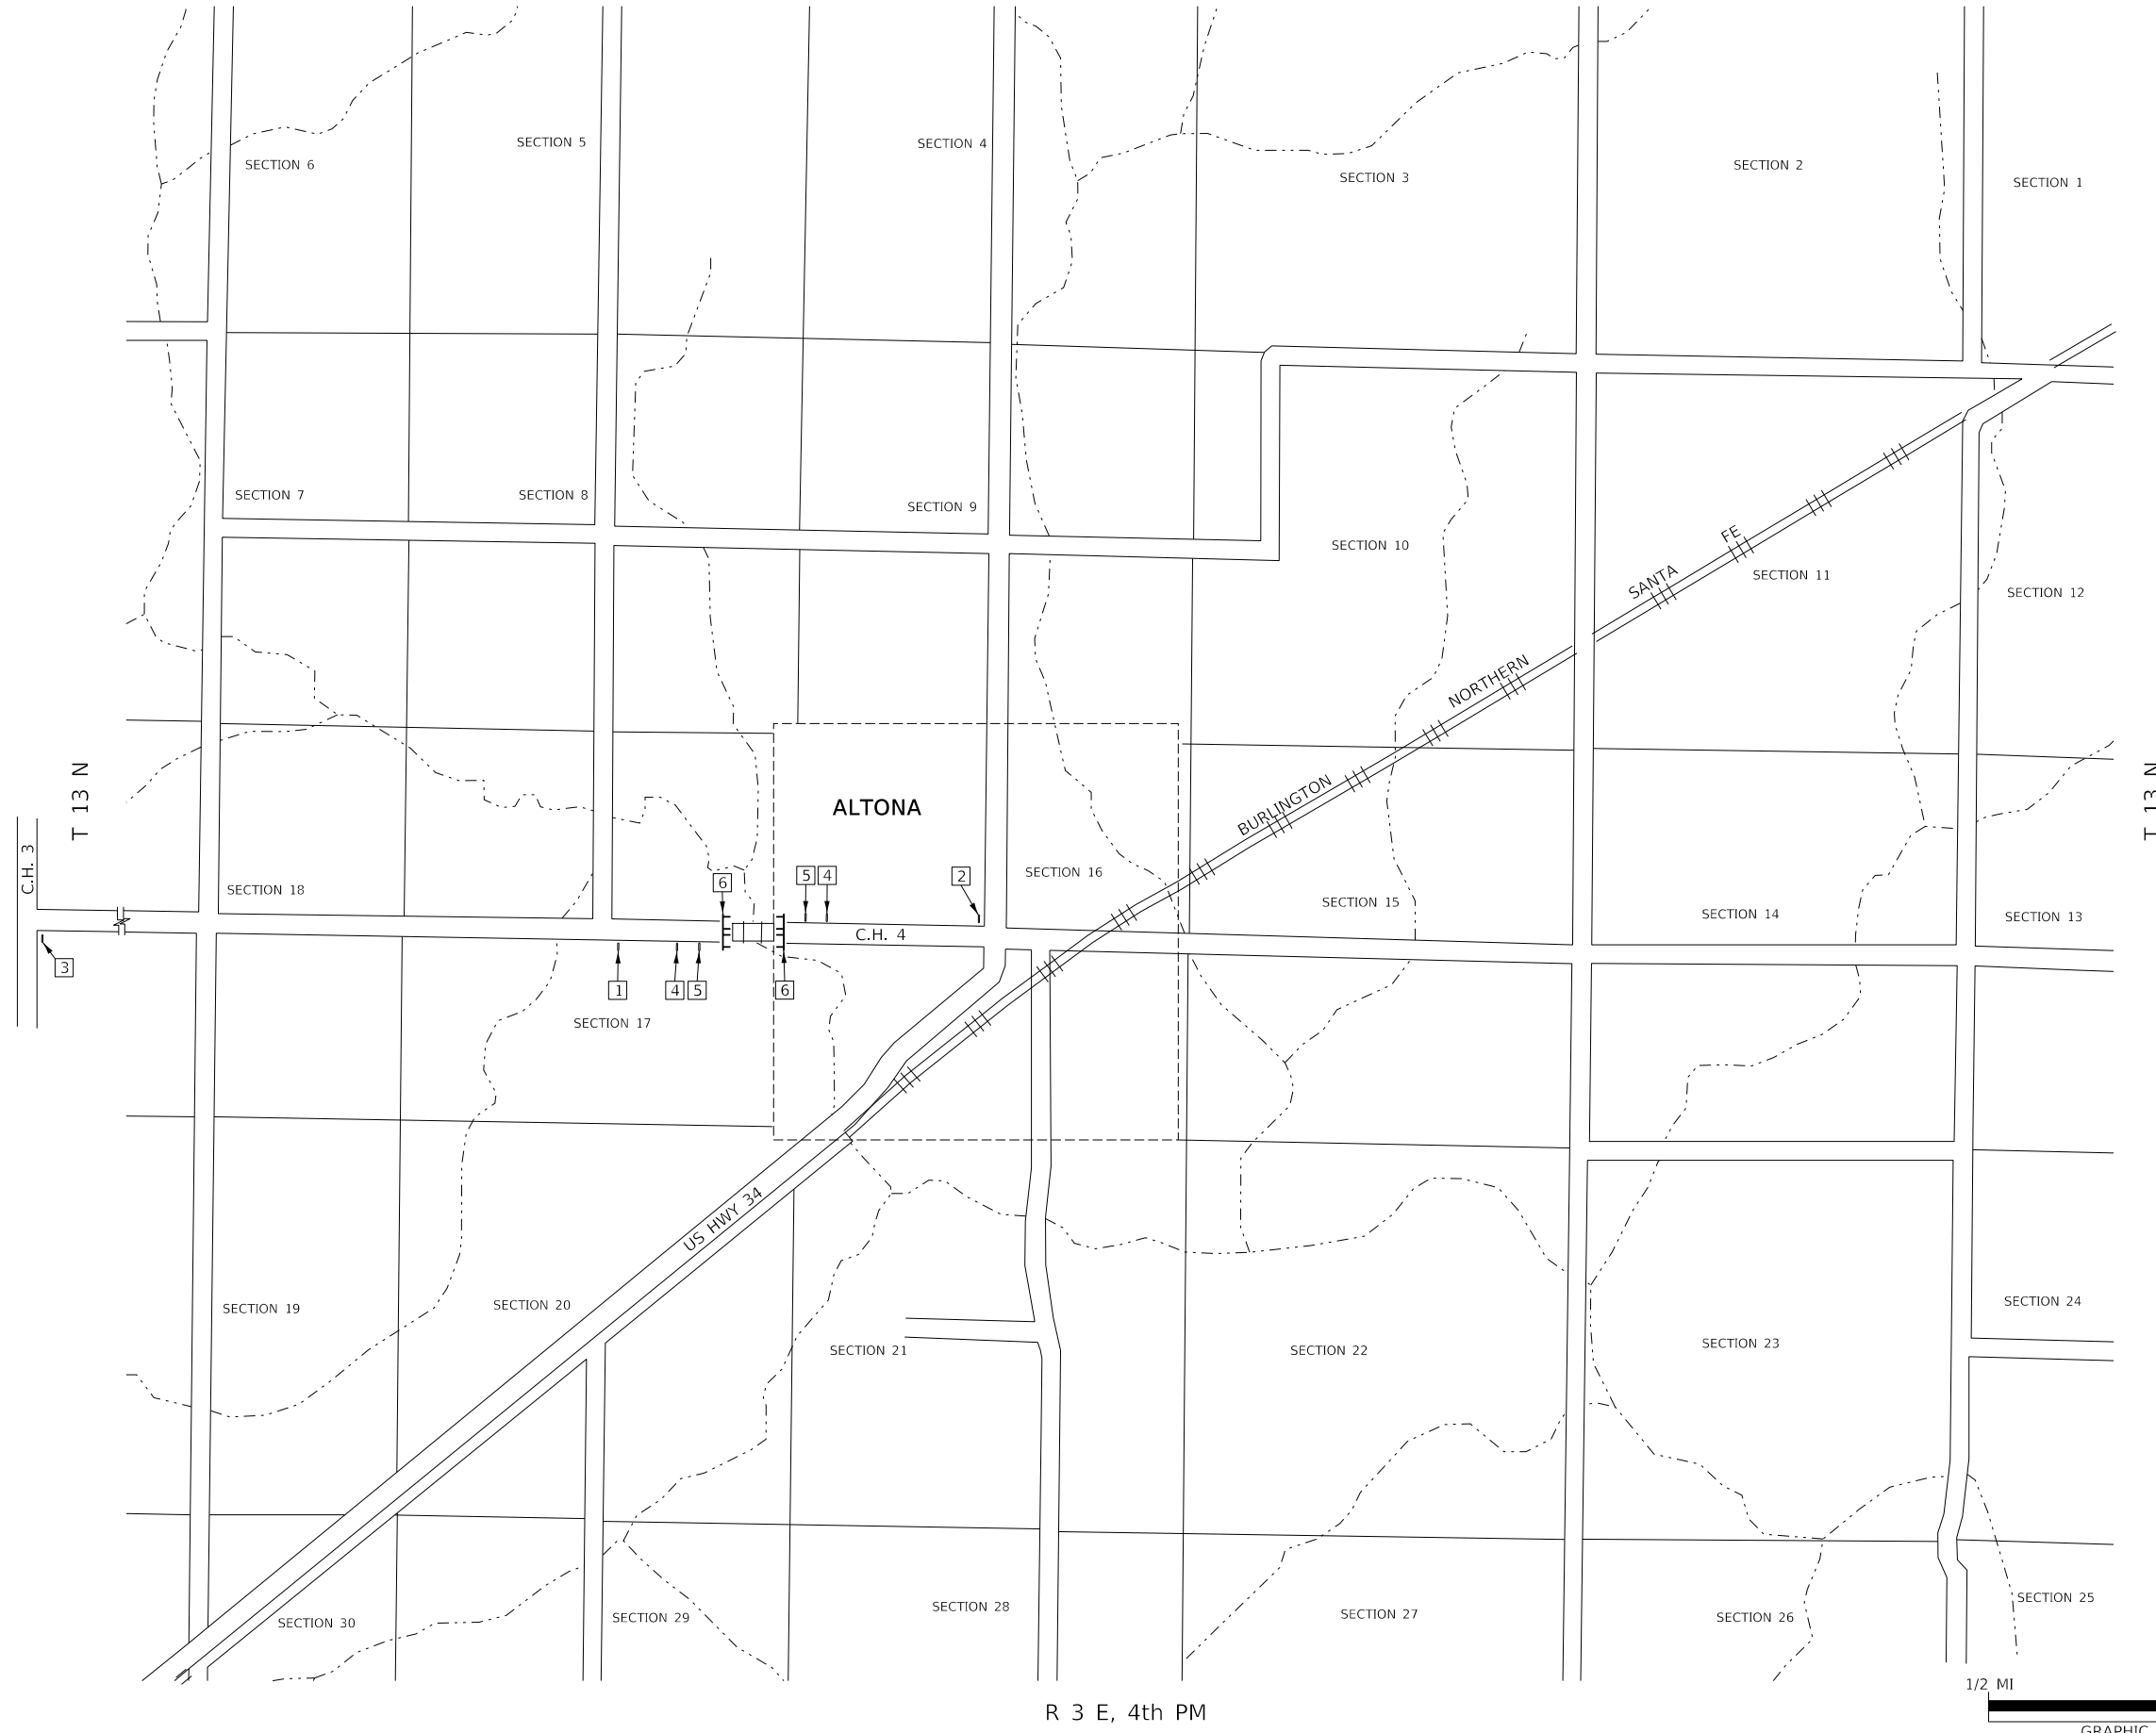 SECTION 5
SECTION 4
SECTION 6
SECTION 3
SECTION 2
SECTION 1
SECTION 7
SECTION 8
SECTION 9
SECTION 10
SECTION 11
SECTION 12
BURLINGTON NORTHERN SANTA FE
T 13 N
T 13 N
ALTONA
C.H. 3
SECTION 18
6
5
4
2
SECTION 16
SECTION 15
SECTION 14
SECTION 13
C.H. 4
3
1
4
5
6
SECTION 17
US HWY 34
SECTION 19
SECTION 20
SECTION 21
SECTION 22
SECTION 23
SECTION 24
SECTION 30
SECTION 29
SECTION 28
SECTION 27
SECTION 26
SECTION 25
1/2 MI
R 3 E, 4th PM
GRAPHIC